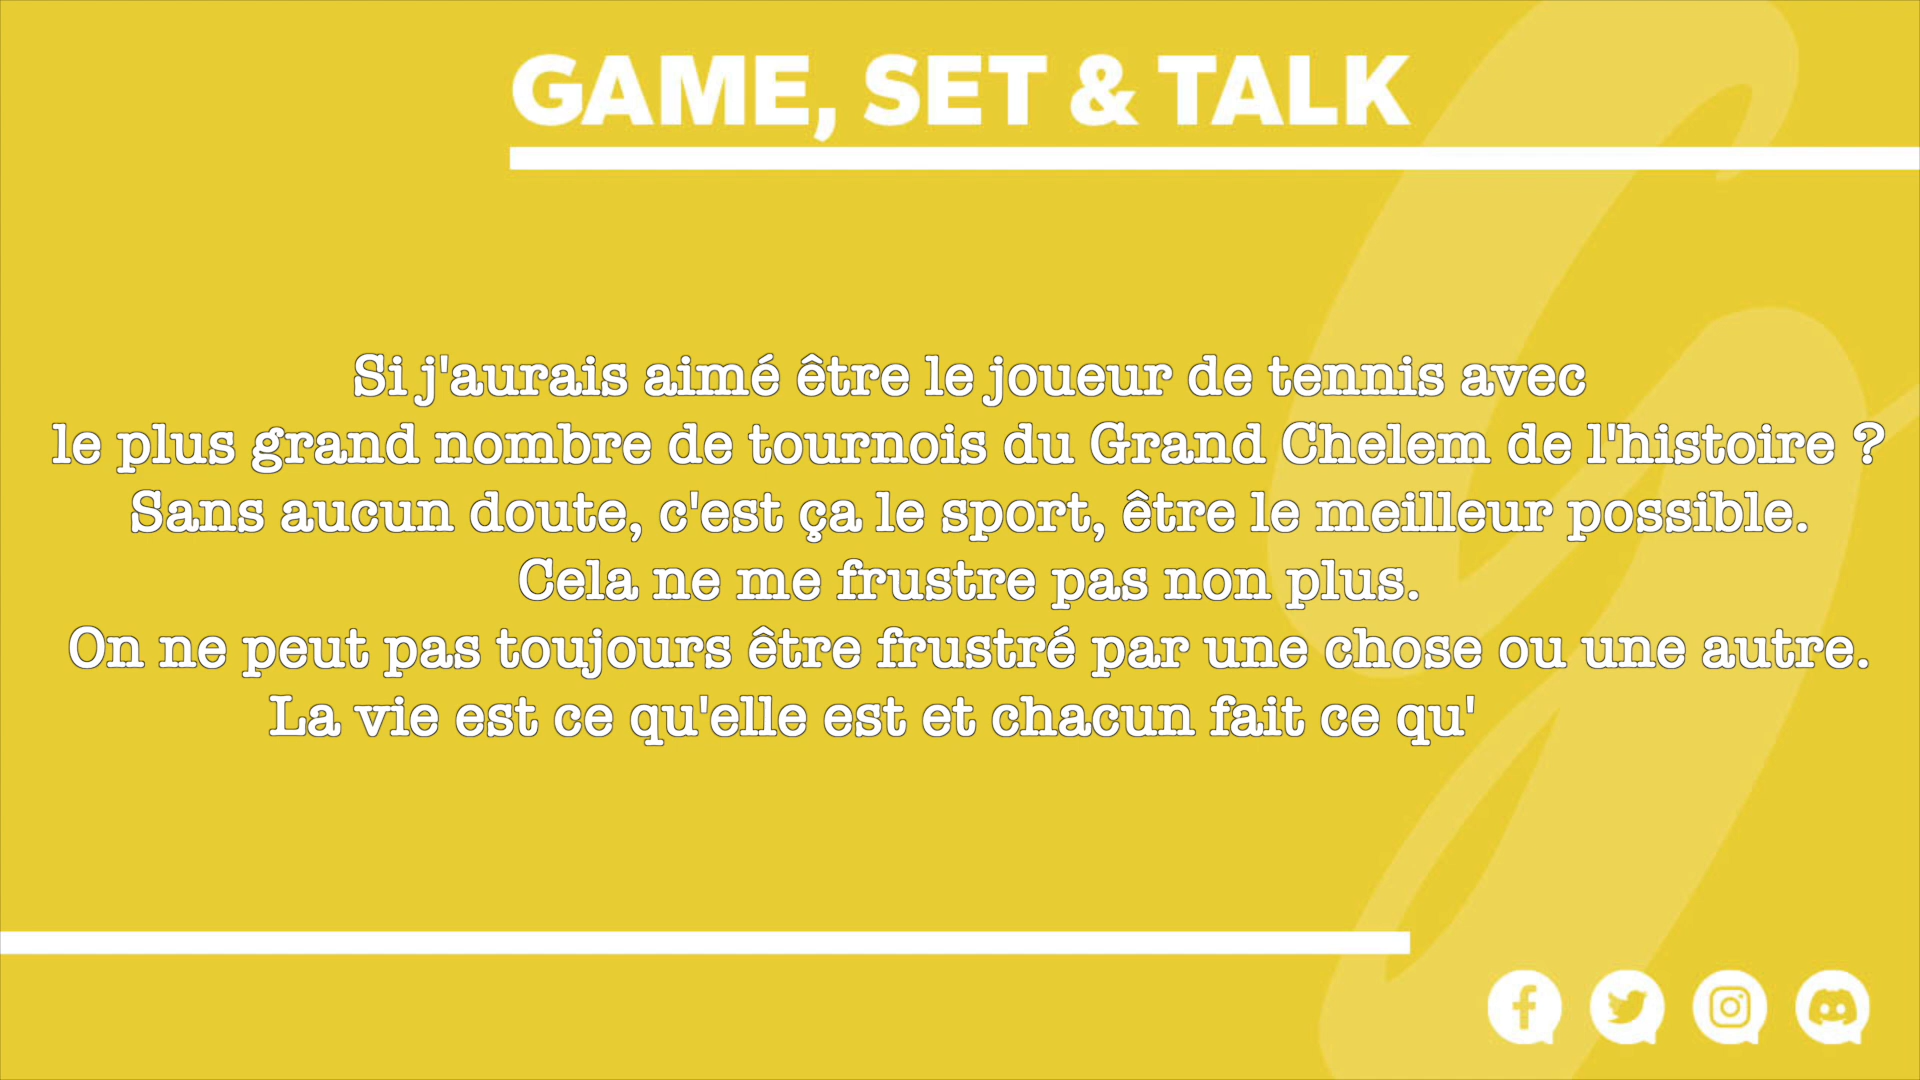 GAME, SET & TALK
Si j'aurais aimé être le joueur de tennis avec
le plus grand nombre de tournois du Grand Chelem de l'histoire ?
Sans aucun doute, c'est ça le sport, être le meilleur possible.
Cela ne me frustre pas non plus.
On ne peut pas toujours être frustré par une chose ou une autre.
La vie est ce qu'elle est et chacun fait ce qu'